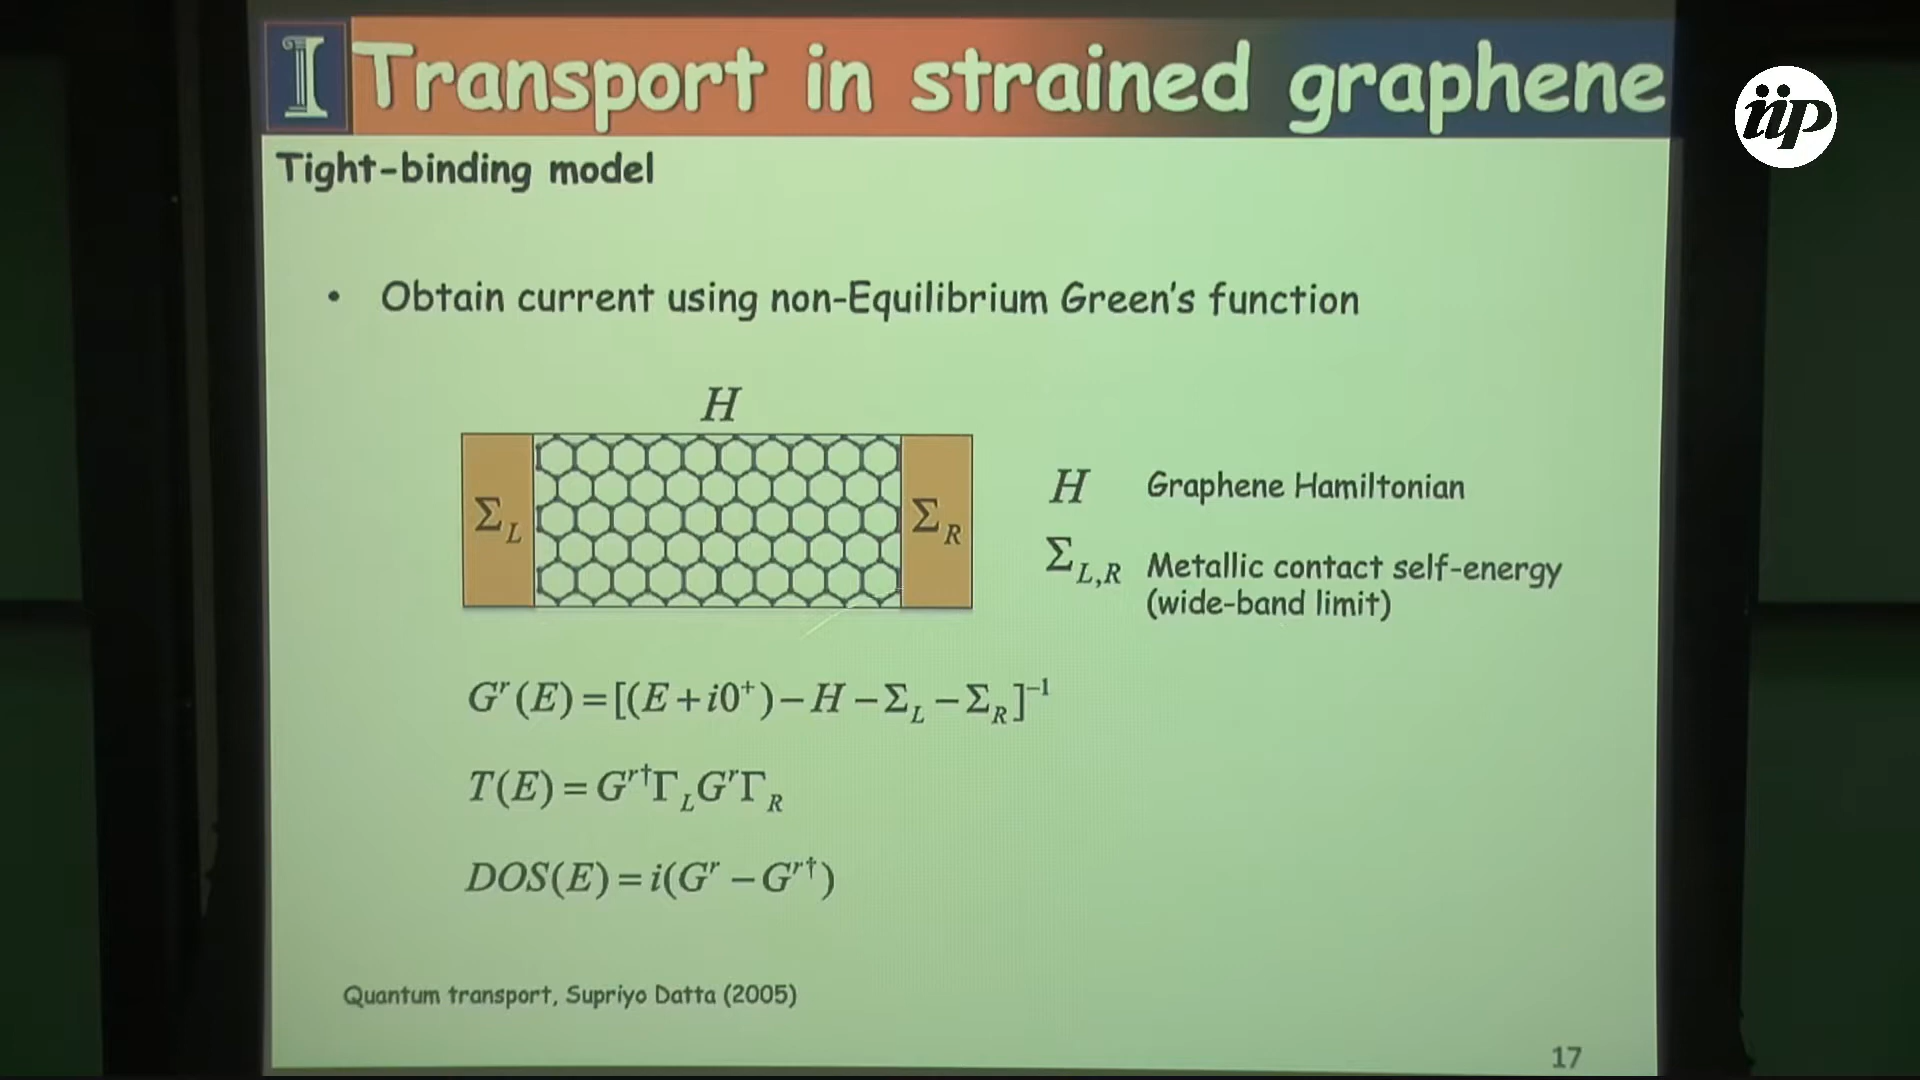 I Transport in strained graphene
iip
Tight-binding model
• Obtain current using non-Equilibrium Green's function
H
Σ_L
Σ_R
H Graphene Hamiltonian
Σ_{L,R} Metallic contact self-energy
(wide-band limit)
G^r(E)=[(E+i0⁺)−H−Σ_L−Σ_R]⁻¹
T(E)=G^{r†}Γ_L G^r Γ_R
DOS(E)=i(G^r−G^{r†})
Quantum transport, Supriyo Datta (2005)
17